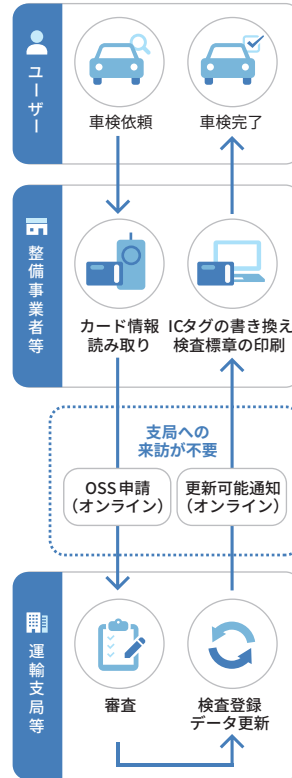 ユーザー
車検依頼
車検完了
整備事業者等
カード情報
読み取り
ICタグの書き換え
検査標章の印刷
支局への
来訪が不要
OSS申請
（オンライン）
更新可能通知
（オンライン）
運輸支局等
審査
検査登録
データ更新